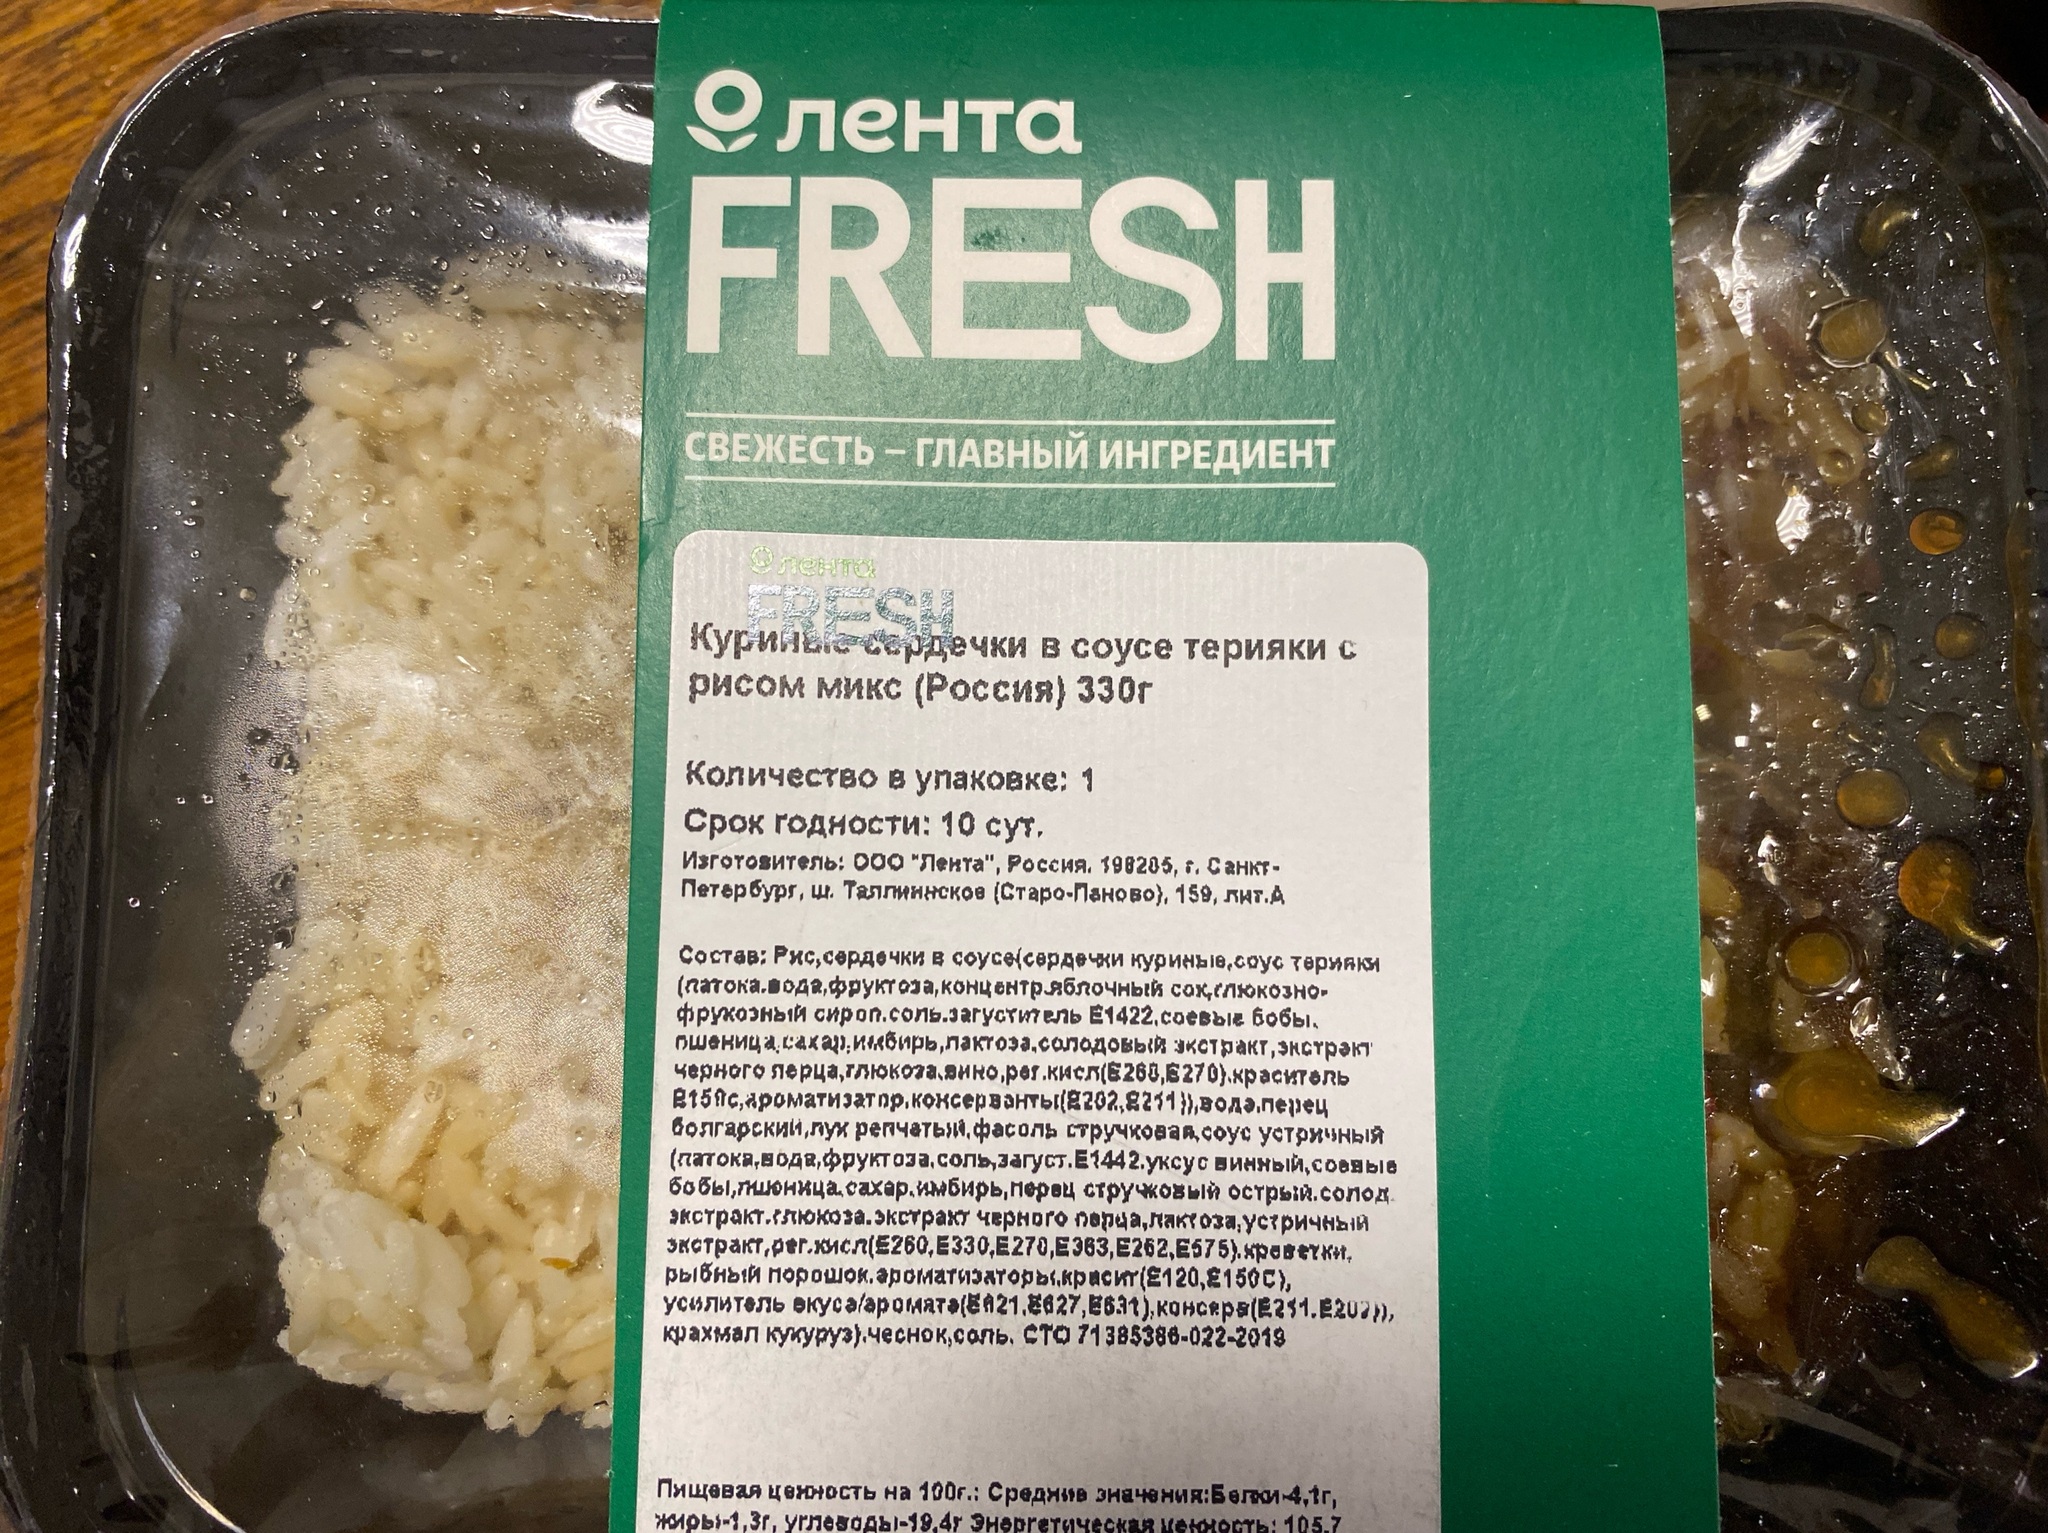 лента
FRESH
СВЕЖЕСТЬ – ГЛАВНЫЙ ИНГРЕДИЕНТ
лента
FRESH
Куриные сердечки в соусе терияки с
рисом микс (Россия) 330г
Количество в упаковке: 1
Срок годности: 10 сут.
Изготовитель: ООО "Лента", Россия. 198205, г. Санкт-
Петербург, ш. Таллиннское (Старо-Паново), 159, лит.А
Состав: Рис,сердечки в соусе(сердечки куриные,соус терияки
(патока.вода,фруктоза,концентр.яблочный сок,глюкозно-
фрукозный сироп.соль.загуститель Е1422,соевые бобы.
пшеница,сахар,имбирь,лактоза,солодовый экстракт,экстракт
черного перца,глюкоза,вино,рег.кисл(Е260,Е270).краситель
Е150с,ароматизатор,консерванты(Е202,Е211)),вода,перец
болгарский,лук репчатый,фасоль стручковая,соус устричный
(патока,вода,фруктоза,соль,загуст.Е1442,уксус винный,соевые
бобы,пшеница,сахар,имбирь,перец стручковый острый.солод.
экстракт.глюкоза.экстракт черного перца,лактоза,устричный
экстракт,рег.кисл(Е260,Е330,Е270,Е363,Е262,Е575).креветки.
рыбный порошок.ароматизаторы,красит(Е120,Е150С),
усилитель вкуса/аромата(Е621,Е627,Е631),консерв(Е211.Е202)),
крахмал кукуруз).чеснок,соль. СТО 71385386-022-2019
Пищевая ценность на 100г.: Средние значения:Белки-4,1г,
жиры-1,3г, углеводы-19,4г Энергетическая ценность: 105,7